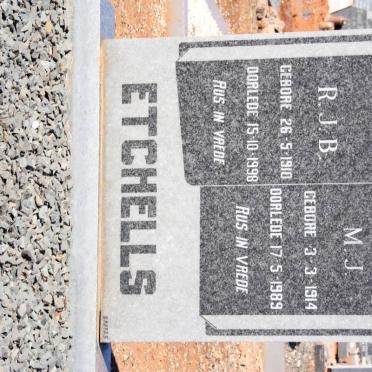 R.J.B.
GEBORE 26·5·1910
OORLEDE 15·10·1998
RUS IN VREDE
M J
GEBORE 3·3·1914
OORLEDE 17·5·1989
RUS IN VREDE
ETCHELLS